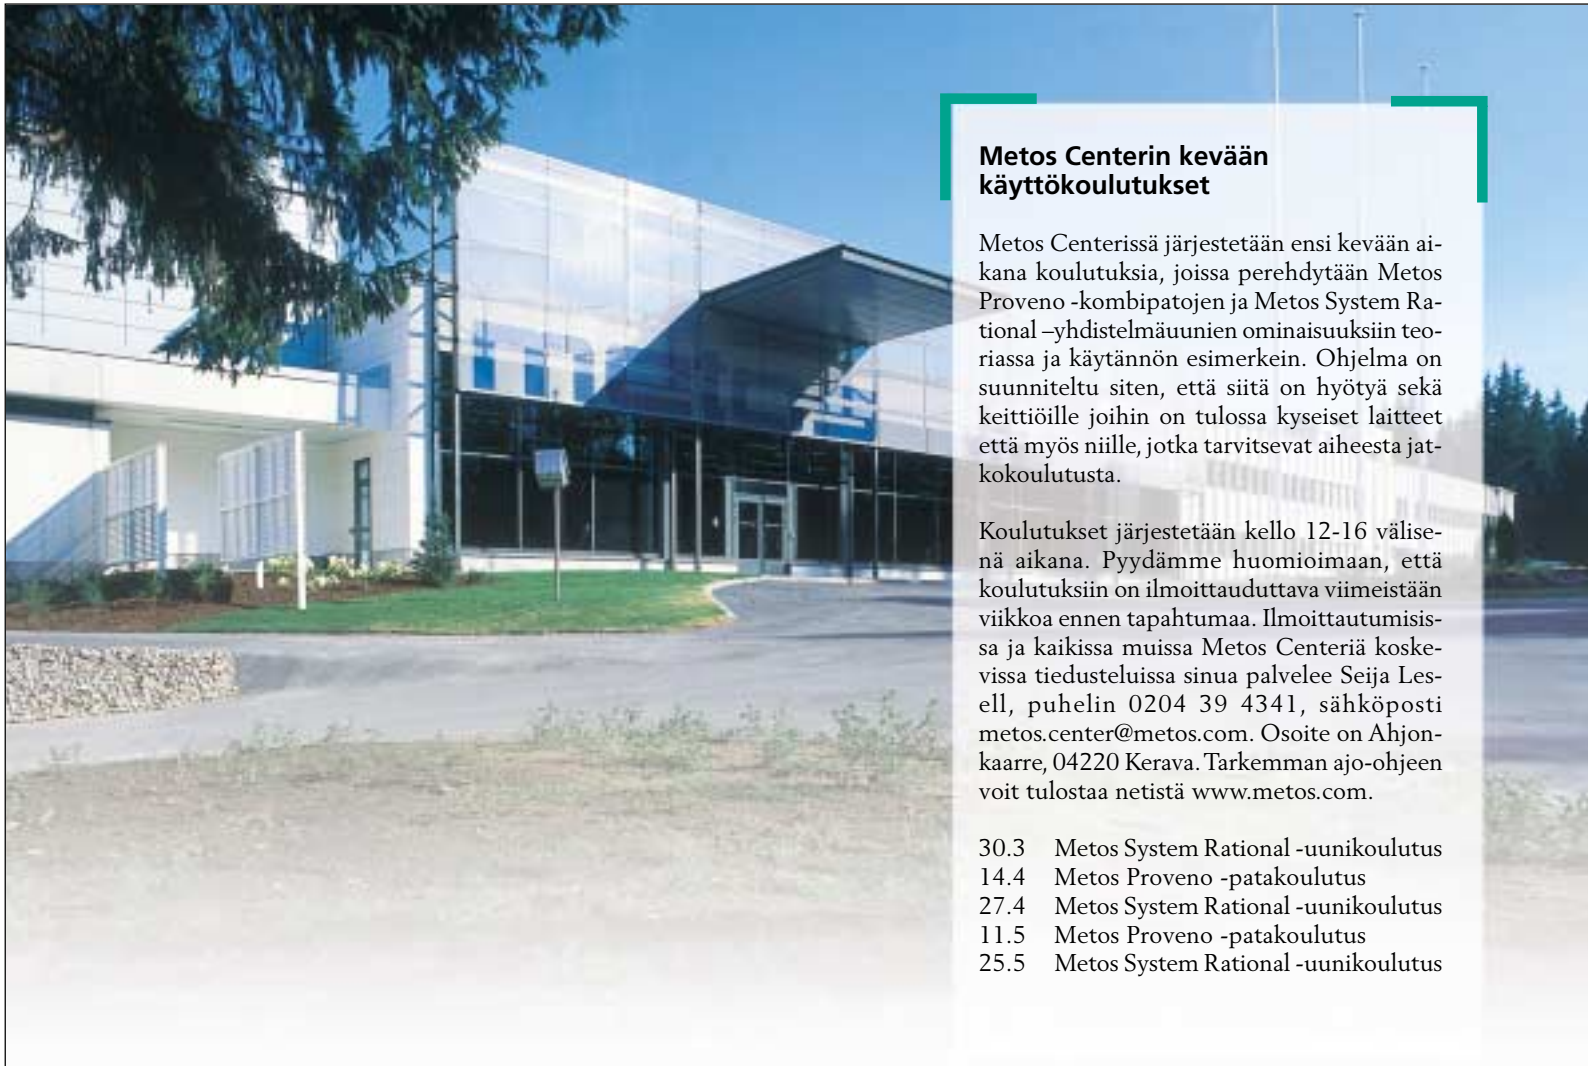 Metos Centerin kevään
käyttökoulutukset
Metos Centerissä järjestetään ensi kevään ai-
kana koulutuksia, joissa perehdytään Metos
Proveno -kombipatojen ja Metos System Ra-
tional –yhdistelmäuunien ominaisuuksiin teo-
riassa ja käytännön esimerkein. Ohjelma on
suunniteltu siten, että siitä on hyötyä sekä
keittiöille joihin on tulossa kyseiset laitteet
että myös niille, jotka tarvitsevat aiheesta jat-
kokoulutusta.
Koulutukset järjestetään kello 12-16 välise-
nä aikana. Pyydämme huomioimaan, että
koulutuksiin on ilmoittauduttava viimeistään
viikkoa ennen tapahtumaa. Ilmoittautumisis-
sa ja kaikissa muissa Metos Centeriä koske-
vissa tiedusteluissa sinua palvelee Seija Les-
ell, puhelin 0204 39 4341, sähköposti
metos.center@metos.com. Osoite on Ahjon-
kaarre, 04220 Kerava. Tarkemman ajo-ohjeen
voit tulostaa netistä www.metos.com.
30.3 Metos System Rational -uunikoulutus
14.4 Metos Proveno -patakoulutus
27.4 Metos System Rational -uunikoulutus
11.5 Metos Proveno -patakoulutus
25.5 Metos System Rational -uunikoulutus